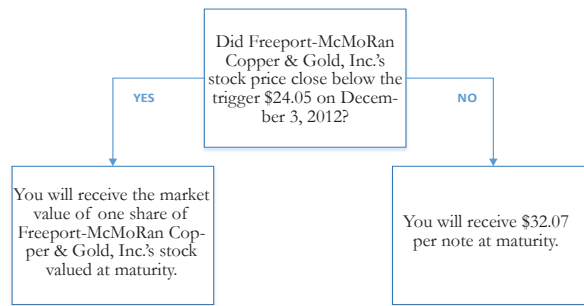 Did Freeport-McMoRan
Copper & Gold, Inc.'s
stock price close below the
trigger $24.05 on Decem-
ber 3, 2012?
YES
NO
You will receive the market
value of one share of
Freeport-McMoRan Cop-
per & Gold, Inc.'s stock
valued at maturity.
You will receive $32.07
per note at maturity.